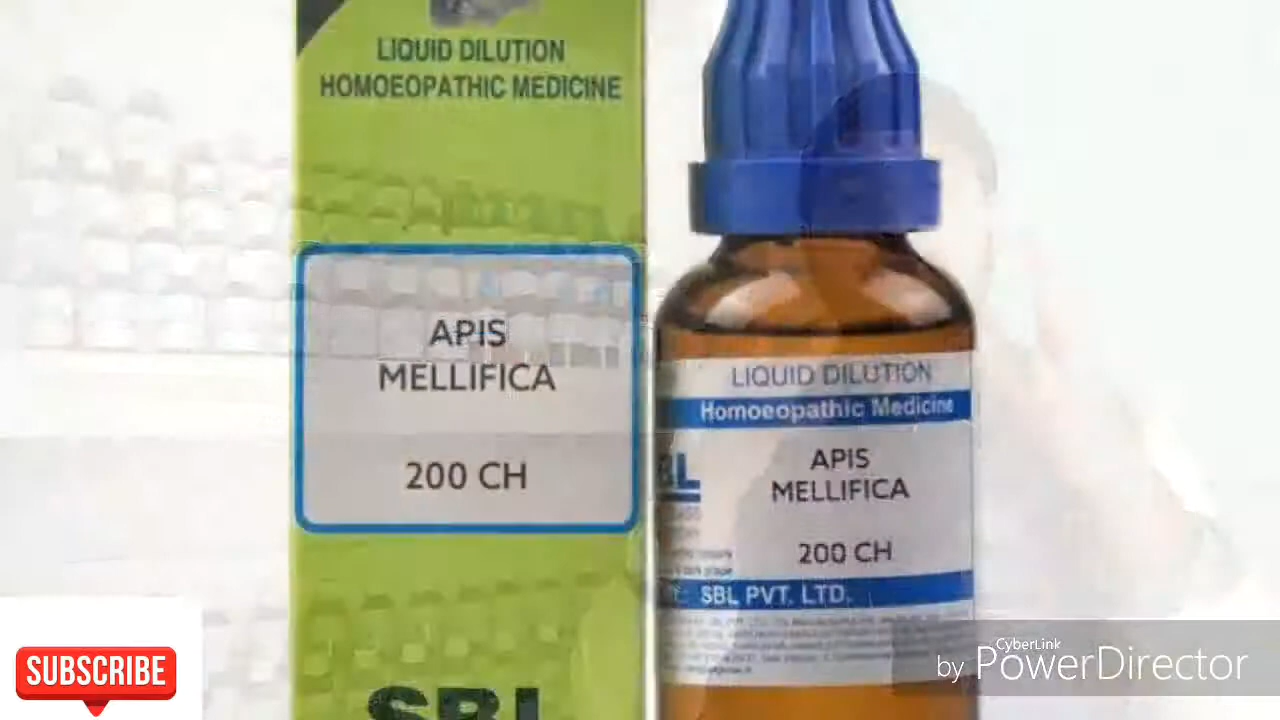 LIQUID DILUTION
HOMOEOPATHIC MEDICINE
APIS
MELLIFICA
200 CH
SBL
LIQUID DILUTION
Homoeopathic Medicine
APIS
MELLIFICA
200 CH
SBL PVT. LTD.
SUBSCRIBE
CyberLink
by PowerDirector